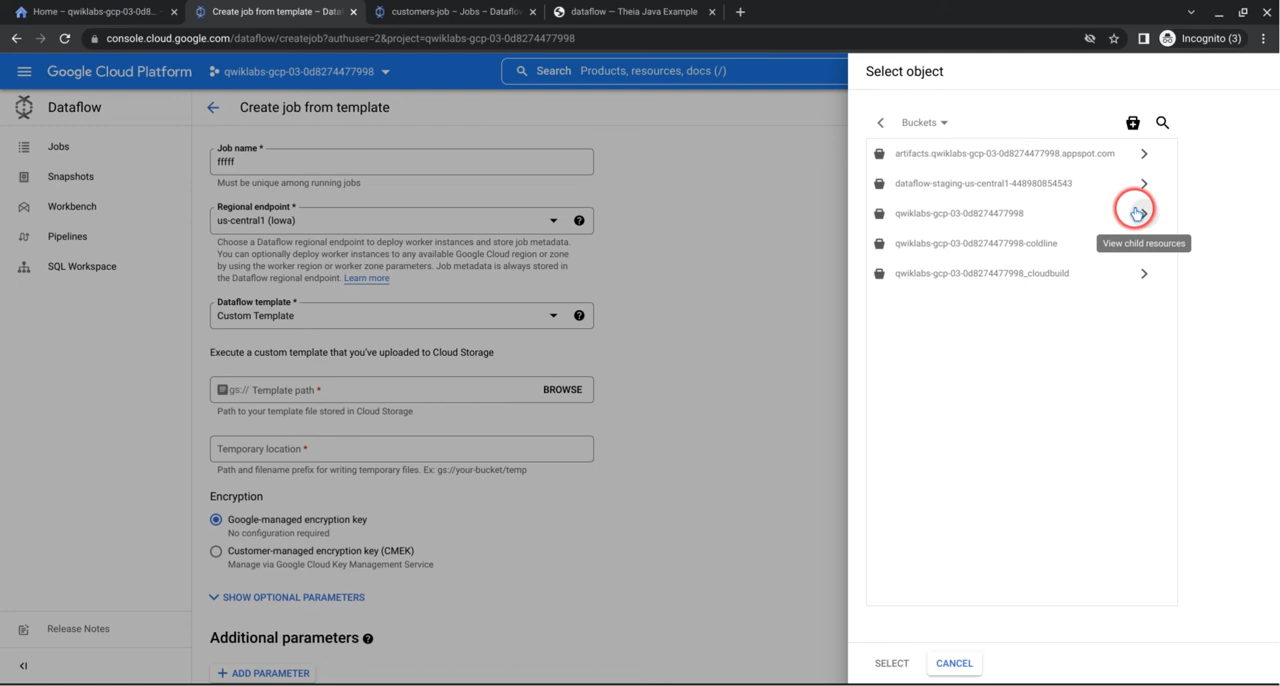 Home – qwiklabs-gcp-03-0d8...
Create job from template – Data
customers-job – Jobs – Dataflow
dataflow — Theia Java Example
console.cloud.google.com/dataflow/createjob?authuser=2&project=qwiklabs-gcp-03-0d8274477998
Incognito (3)
Google Cloud Platform
qwiklabs-gcp-03-0d8274477998
Search Products, resources, docs (/)
Dataflow
Jobs
Snapshots
Workbench
Pipelines
SQL Workspace
Release Notes
Create job from template
Job name *
fffff
Must be unique among running jobs
Regional endpoint *
us-central1 (Iowa)
Choose a Dataflow regional endpoint to deploy worker instances and store job metadata.
You can optionally deploy worker instances to any available Google Cloud region or zone
by using the worker region or worker zone parameters. Job metadata is always stored in
the Dataflow regional endpoint. Learn more
Dataflow template *
Custom Template
Execute a custom template that you've uploaded to Cloud Storage
gs:// Template path *
BROWSE
Path to your template file stored in Cloud Storage
Temporary location *
Path and filename prefix for writing temporary files. Ex: gs://your-bucket/temp
Encryption
Google-managed encryption key
No configuration required
Customer-managed encryption key (CMEK)
Manage via Google Cloud Key Management Service
SHOW OPTIONAL PARAMETERS
Additional parameters
+ ADD PARAMETER
Select object
Buckets
artifacts.qwiklabs-gcp-03-0d8274477998.appspot.com
dataflow-staging-us-central1-448980854543
qwiklabs-gcp-03-0d8274477998
qwiklabs-gcp-03-0d8274477998-coldline
View child resources
qwiklabs-gcp-03-0d8274477998_cloudbuild
SELECT
CANCEL